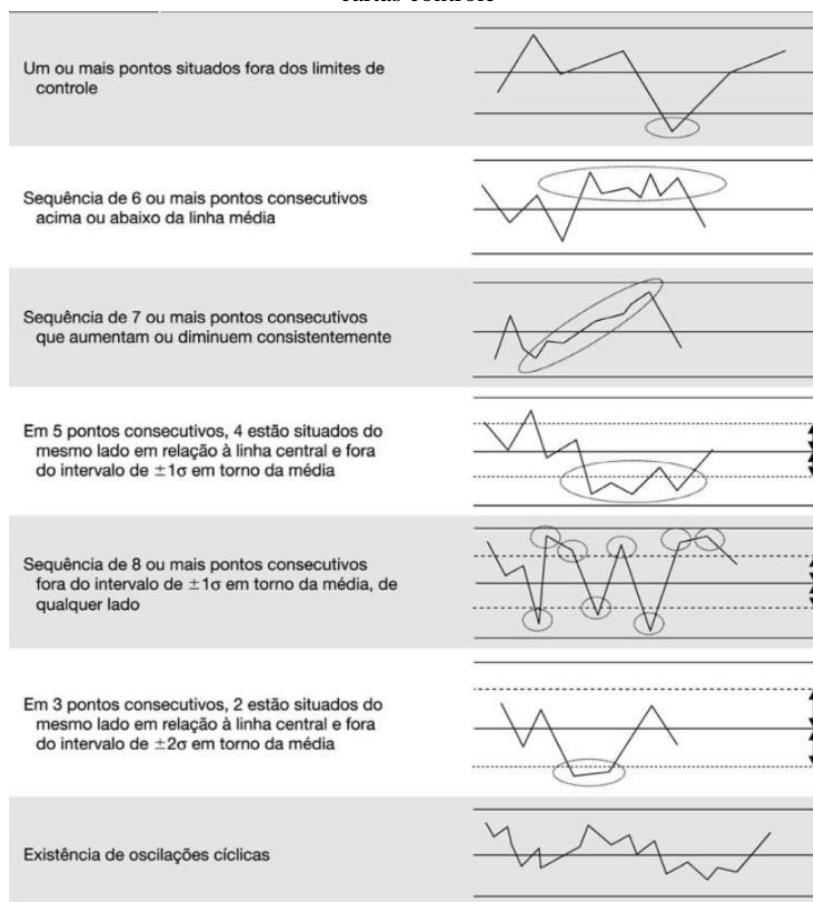 cartas controle
Um ou mais pontos situados fora dos limites de
controle
Sequência de 6 ou mais pontos consecutivos
acima ou abaixo da linha média
Sequência de 7 ou mais pontos consecutivos
que aumentam ou diminuem consistentemente
Em 5 pontos consecutivos, 4 estão situados do
mesmo lado em relação à linha central e fora
do intervalo de ±1σ em torno da média
Sequência de 8 ou mais pontos consecutivos
fora do intervalo de ±1σ em torno da média, de
qualquer lado
Em 3 pontos consecutivos, 2 estão situados do
mesmo lado em relação à linha central e fora
do intervalo de ±2σ em torno da média
Existência de oscilações cíclicas